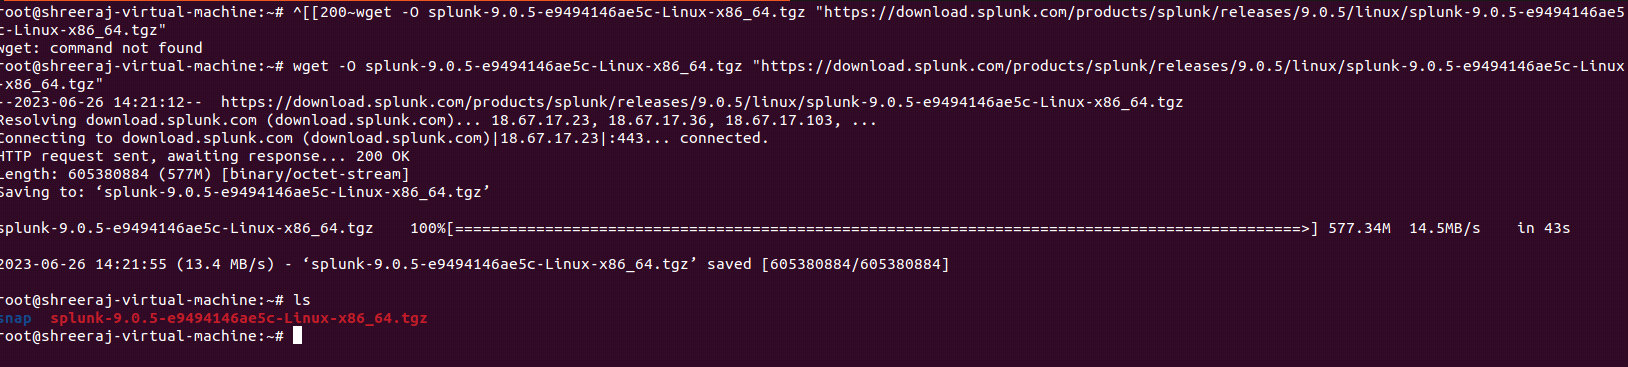 root@shreeraj-virtual-machine:~# ^[[200~wget -O splunk-9.0.5-e9494146ae5c-Linux-x86_64.tgz "https://download.splunk.com/products/splunk/releases/9.0.5/linux/splunk-9.0.5-e9494146ae5
c-Linux-x86_64.tgz"
wget: command not found
root@shreeraj-virtual-machine:~# wget -O splunk-9.0.5-e9494146ae5c-Linux-x86_64.tgz "https://download.splunk.com/products/splunk/releases/9.0.5/linux/splunk-9.0.5-e9494146ae5c-Linux
-x86_64.tgz"
--2023-06-26 14:21:12--  https://download.splunk.com/products/splunk/releases/9.0.5/linux/splunk-9.0.5-e9494146ae5c-Linux-x86_64.tgz
Resolving download.splunk.com (download.splunk.com)... 18.67.17.23, 18.67.17.36, 18.67.17.103, ...
Connecting to download.splunk.com (download.splunk.com)|18.67.17.23|:443... connected.
HTTP request sent, awaiting response... 200 OK
Length: 605380884 (577M) [binary/octet-stream]
Saving to: ‘splunk-9.0.5-e9494146ae5c-Linux-x86_64.tgz’
splunk-9.0.5-e9494146ae5c-Linux-x86_64.tgz    100%[==============================================================================================>] 577.34M  14.5MB/s    in 43s
2023-06-26 14:21:55 (13.4 MB/s) - ‘splunk-9.0.5-e9494146ae5c-Linux-x86_64.tgz’ saved [605380884/605380884]
root@shreeraj-virtual-machine:~# ls
snap  splunk-9.0.5-e9494146ae5c-Linux-x86_64.tgz
root@shreeraj-virtual-machine:~#